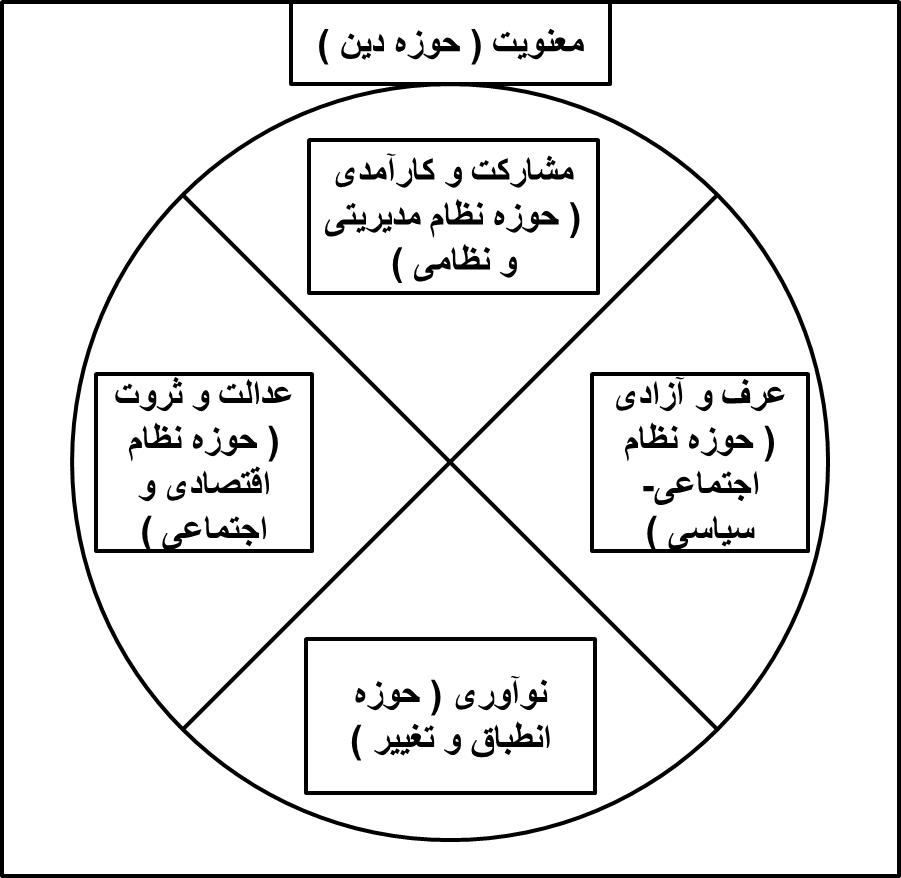 معنویت ( حوزه دین )
مشارکت و کارآمدی
( حوزه نظام مدیریتی
و نظامی )
عرف و آزادی
( حوزه نظام
اجتماعی-
سیاسی )
عدالت و ثروت
( حوزه نظام
اقتصادی و
اجتماعی )
نوآوری ( حوزه
انطباق و تغییر )